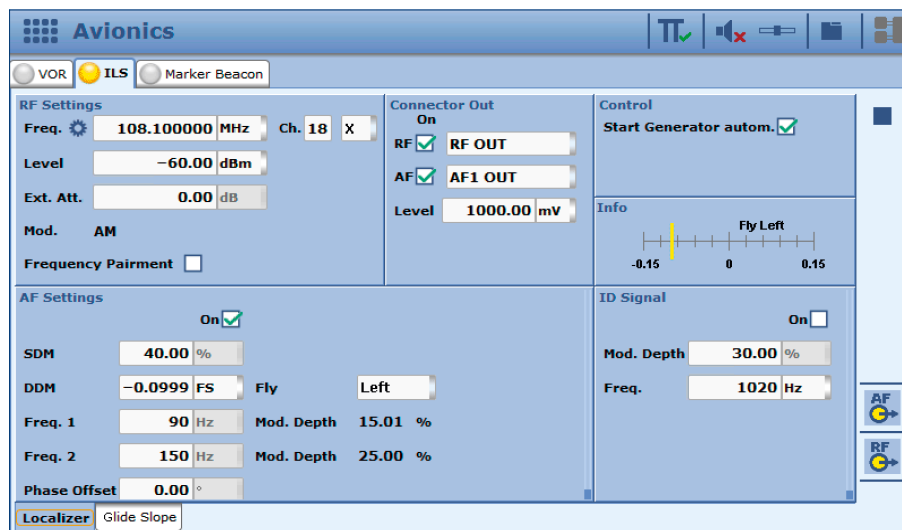 Avionics
VOR ILS Marker Beacon
RF Settings
Freq. 108.100000 MHz Ch. 18 X
Level −60.00 dBm
Ext. Att. 0.00 dB
Mod. AM
Frequency Pairment
Connector Out
On
RF RF OUT
AF AF1 OUT
Level 1000.00 mV
Control
Start Generator autom.
Info
Fly Left
-0.15 0 0.15
AF Settings
On
SDM 40.00 %
DDM −0.0999 FS Fly Left
Freq. 1 90 Hz Mod. Depth 15.01 %
Freq. 2 150 Hz Mod. Depth 25.00 %
Phase Offset 0.00 °
ID Signal
On
Mod. Depth 30.00 %
Freq. 1020 Hz
AF
RF
Localizer Glide Slope